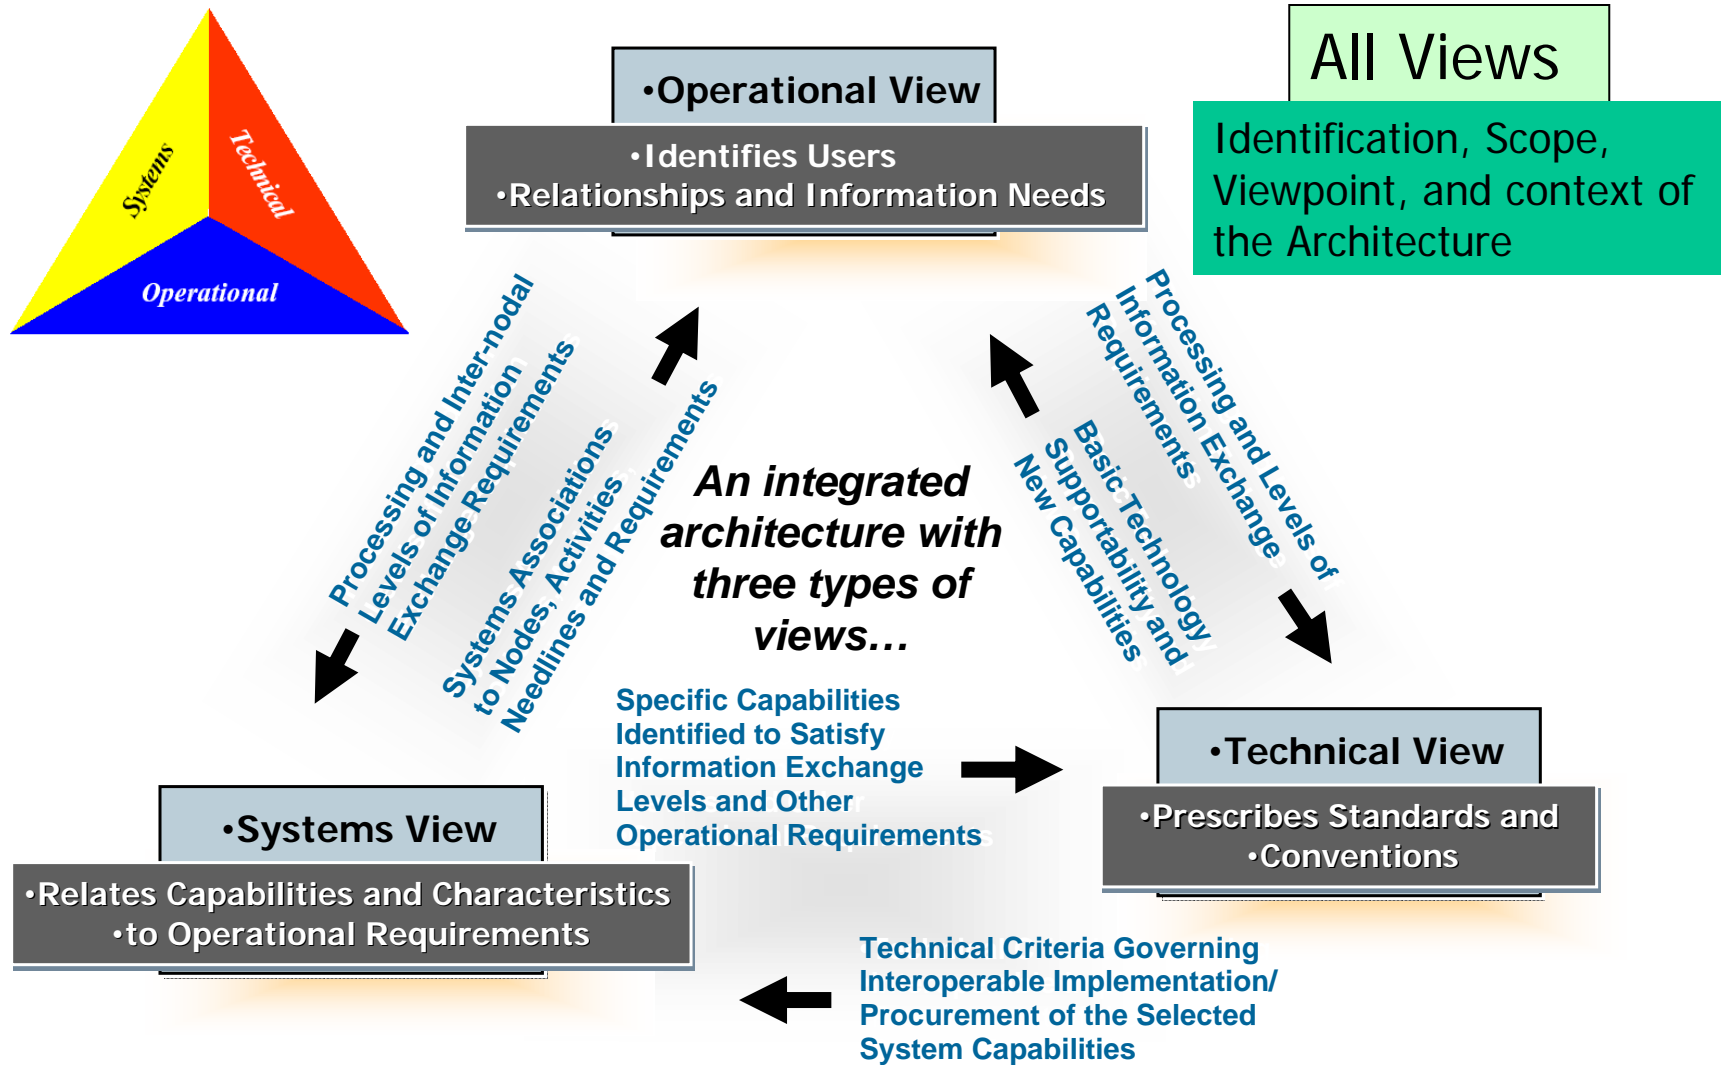 Systems
Technical
Operational
•Operational View
•Identifies Users
•Relationships and Information Needs
All Views
Identification, Scope,
Viewpoint, and context of
the Architecture
Processing and Inter-nodal
Levels of Information
Exchange Requirements
Systems Associations
to Nodes, Activities,
Needlines and Requirements
An integrated
architecture with
three types of
views…
Basic Technology
Supportability and
New Capabilities
Processing and Levels of
Information Exchange
Requirements
Specific Capabilities
Identified to Satisfy
Information Exchange
Levels and Other
Operational Requirements
•Technical View
•Prescribes Standards and
•Conventions
•Systems View
•Relates Capabilities and Characteristics
•to Operational Requirements
Technical Criteria Governing
Interoperable Implementation/
Procurement of the Selected
System Capabilities